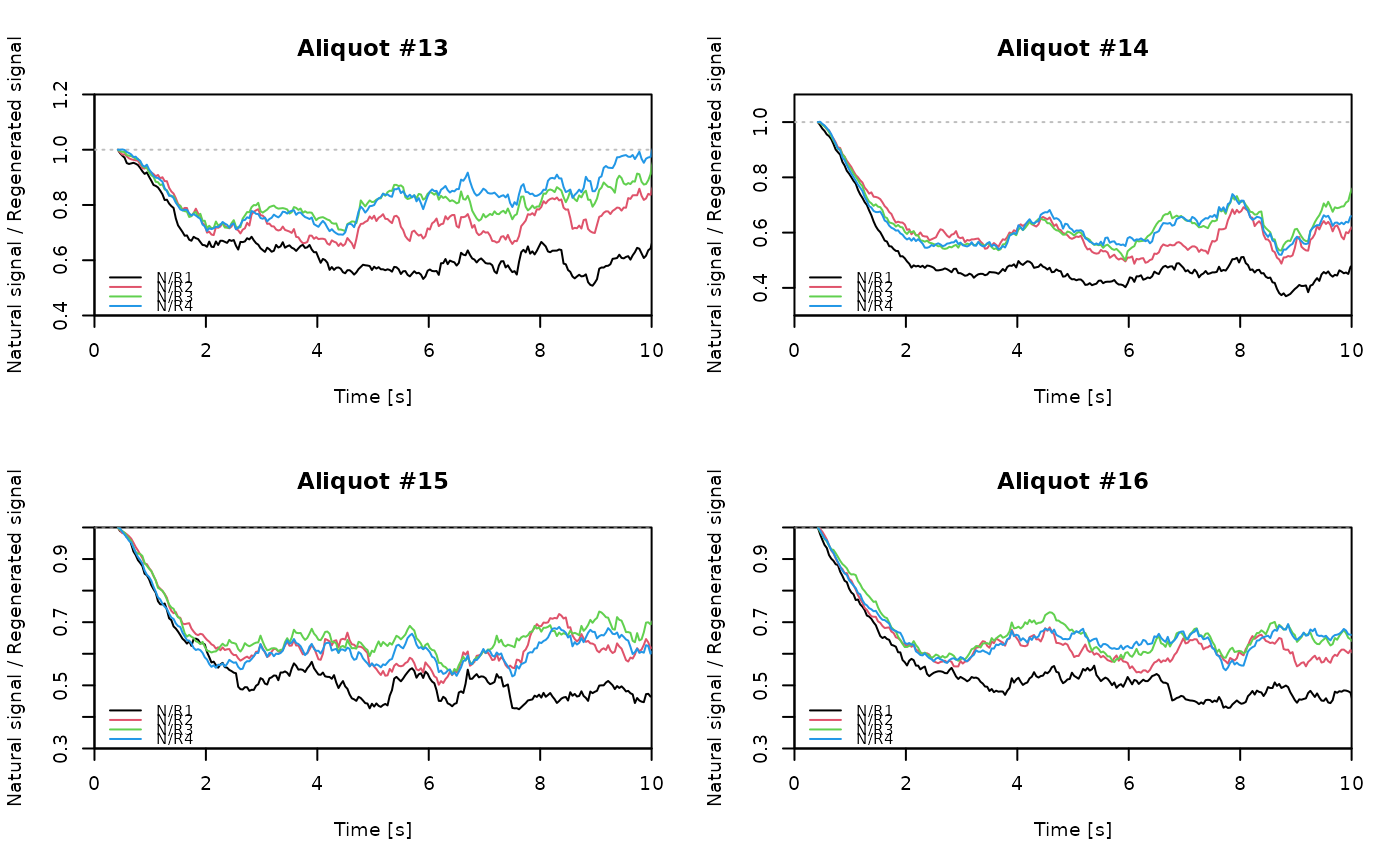 Aliquot #13
Natural signal / Regenerated signal
1.2
1.0
0.8
0.6
0.4
N/R1
N/R2
N/R3
N/R4
0 2 4 6 8 10
Time [s]
Aliquot #14
Natural signal / Regenerated signal
1.0
0.8
0.6
0.4
N/R1
N/R2
N/R3
N/R4
0 2 4 6 8 10
Time [s]
Aliquot #15
Natural signal / Regenerated signal
0.9
0.7
0.5
0.3
N/R1
N/R2
N/R3
N/R4
0 2 4 6 8 10
Time [s]
Aliquot #16
Natural signal / Regenerated signal
0.9
0.7
0.5
0.3
N/R1
N/R2
N/R3
N/R4
0 2 4 6 8 10
Time [s]